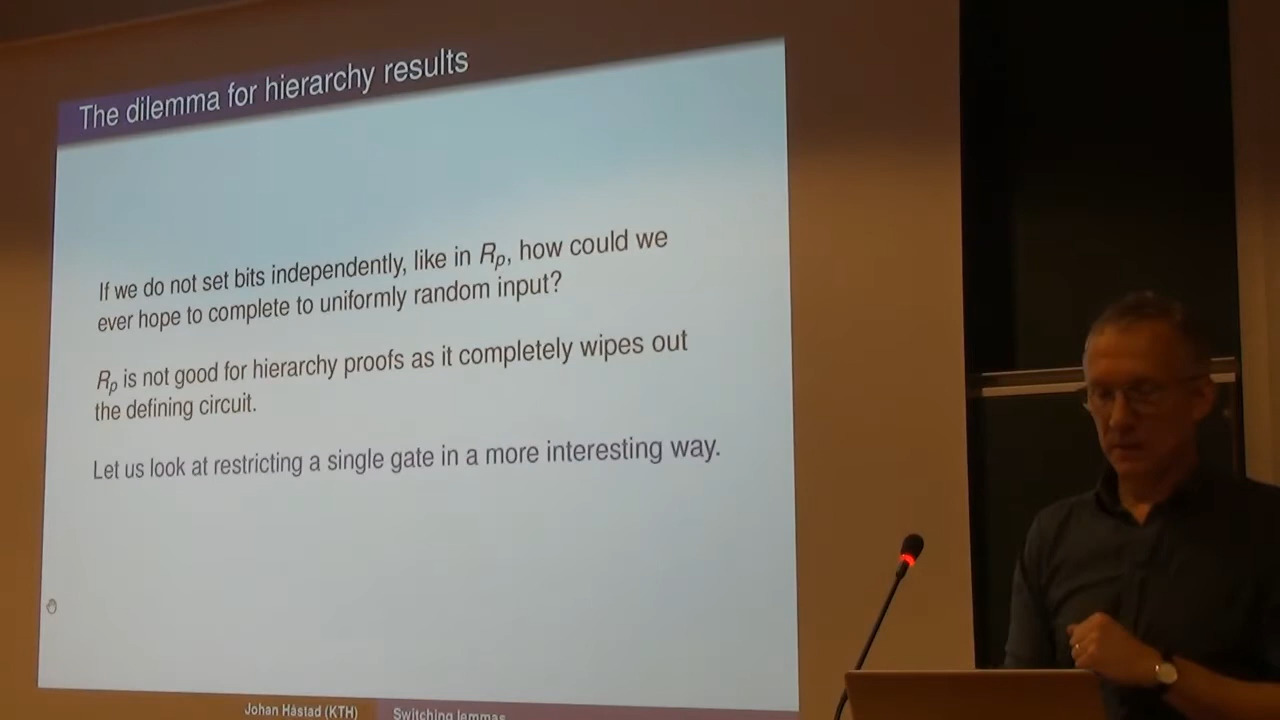 The dilemma for hierarchy results
If we do not set bits independently, like in Rp, how could we
ever hope to complete to uniformly random input?
Rp is not good for hierarchy proofs as it completely wipes out
the defining circuit.
Let us look at restricting a single gate in a more interesting way.
Johan Håstad (KTH)
Switching lemmas